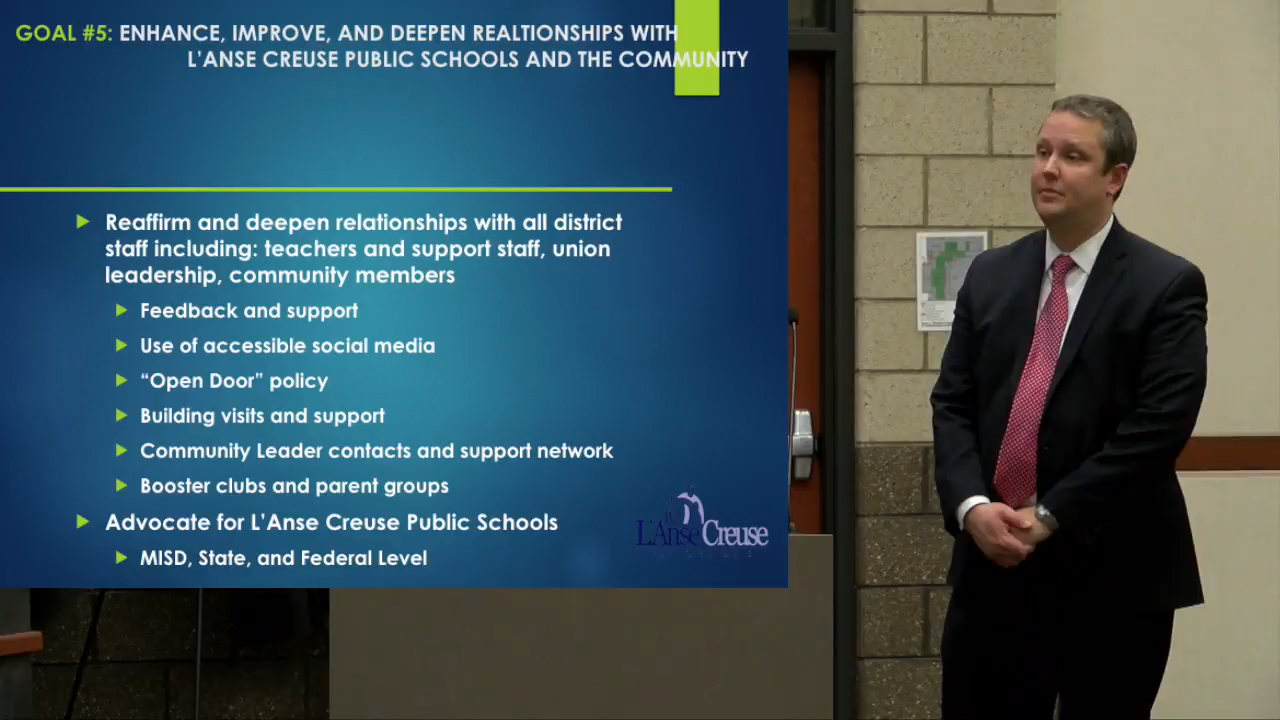 GOAL #5: ENHANCE, IMPROVE, AND DEEPEN REALTIONSHIPS WITH
L'ANSE CREUSE PUBLIC SCHOOLS AND THE COMMUNITY
Reaffirm and deepen relationships with all district
staff including: teachers and support staff, union
leadership, community members
Feedback and support
Use of accessible social media
“Open Door” policy
Building visits and support
Community Leader contacts and support network
Booster clubs and parent groups
Advocate for L'Anse Creuse Public Schools
MISD, State, and Federal Level
L'Anse Creuse